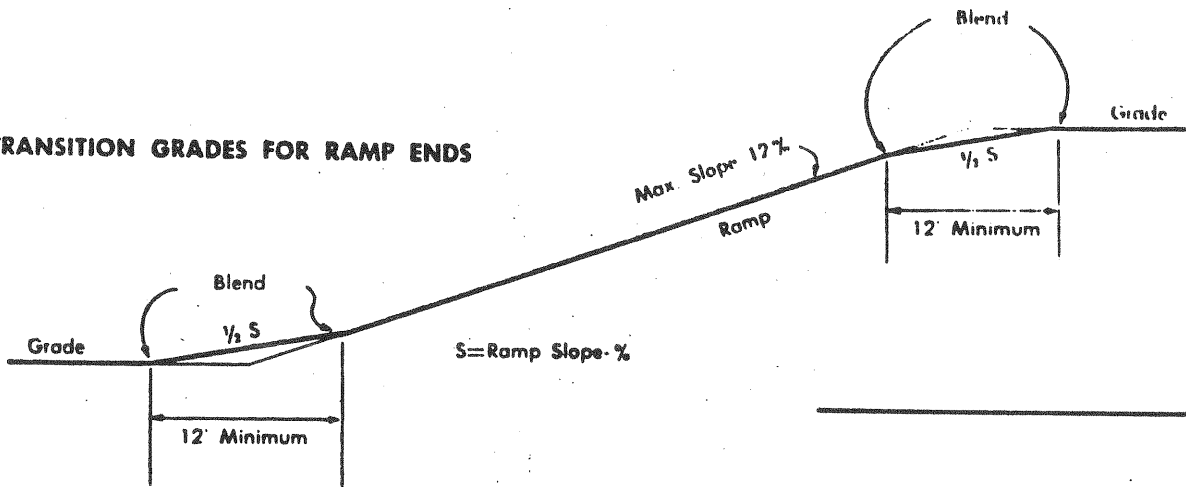 Blend
Grade
TRANSITION GRADES FOR RAMP ENDS
Max. Slope 12%
½ S
Ramp
12' Minimum
Blend
½ S
Grade
S=Ramp Slope-%
12' Minimum